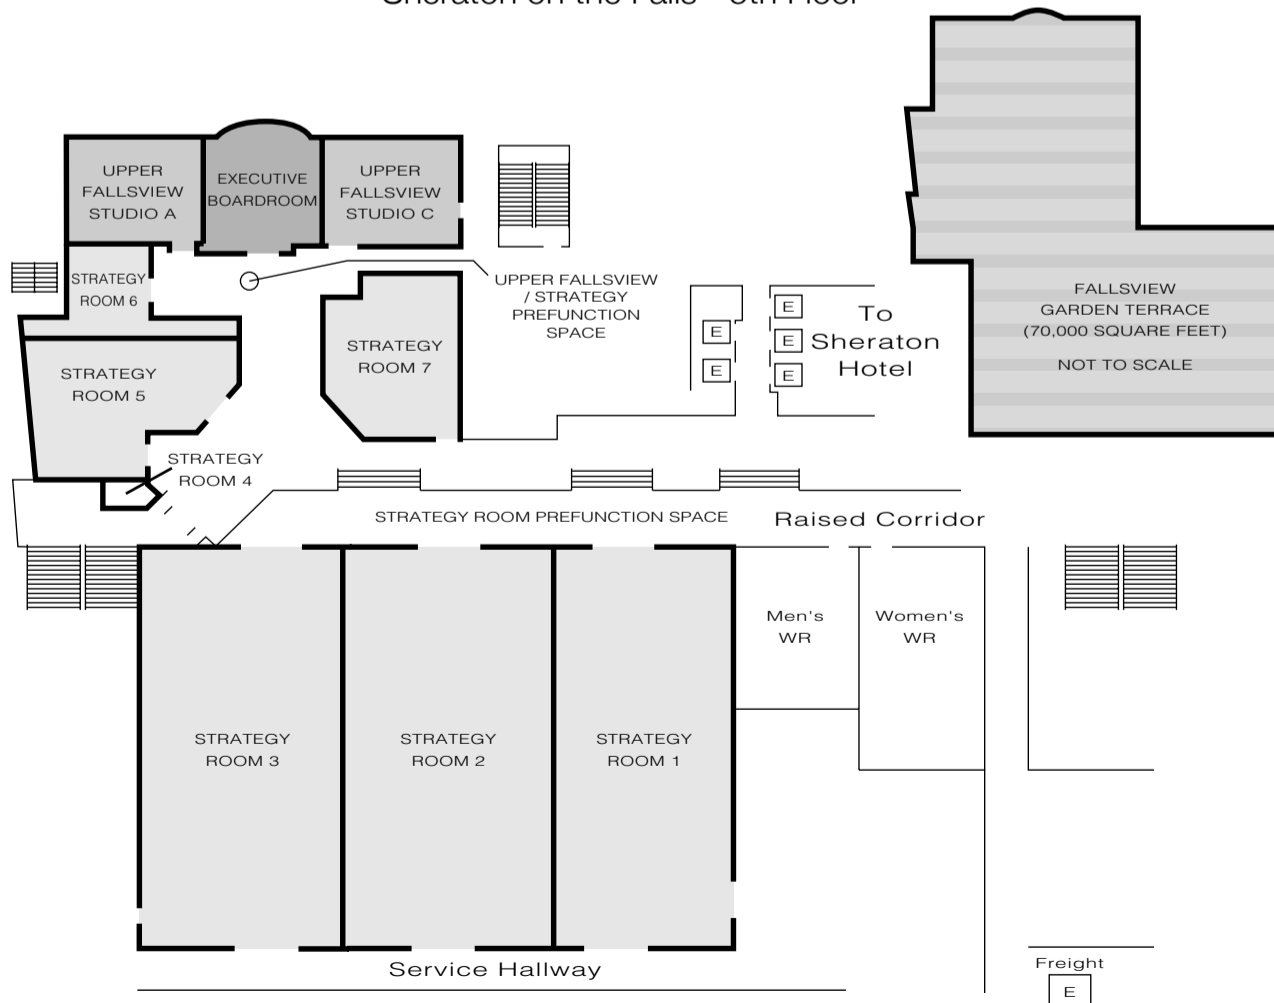 UPPER
FALLSVIEW
STUDIO A
EXECUTIVE
BOARDROOM
UPPER
FALLSVIEW
STUDIO C
STRATEGY
ROOM 6
UPPER FALLSVIEW
/ STRATEGY
PREFUNCTION
SPACE
E
E
E
E
E
To
Sheraton
Hotel
FALLSVIEW
GARDEN TERRACE
(70,000 SQUARE FEET)
NOT TO SCALE
STRATEGY
ROOM 7
STRATEGY
ROOM 5
STRATEGY
ROOM 4
STRATEGY ROOM PREFUNCTION SPACE
Raised Corridor
Men's
WR
Women's
WR
STRATEGY
ROOM 3
STRATEGY
ROOM 2
STRATEGY
ROOM 1
Service Hallway
Freight
E